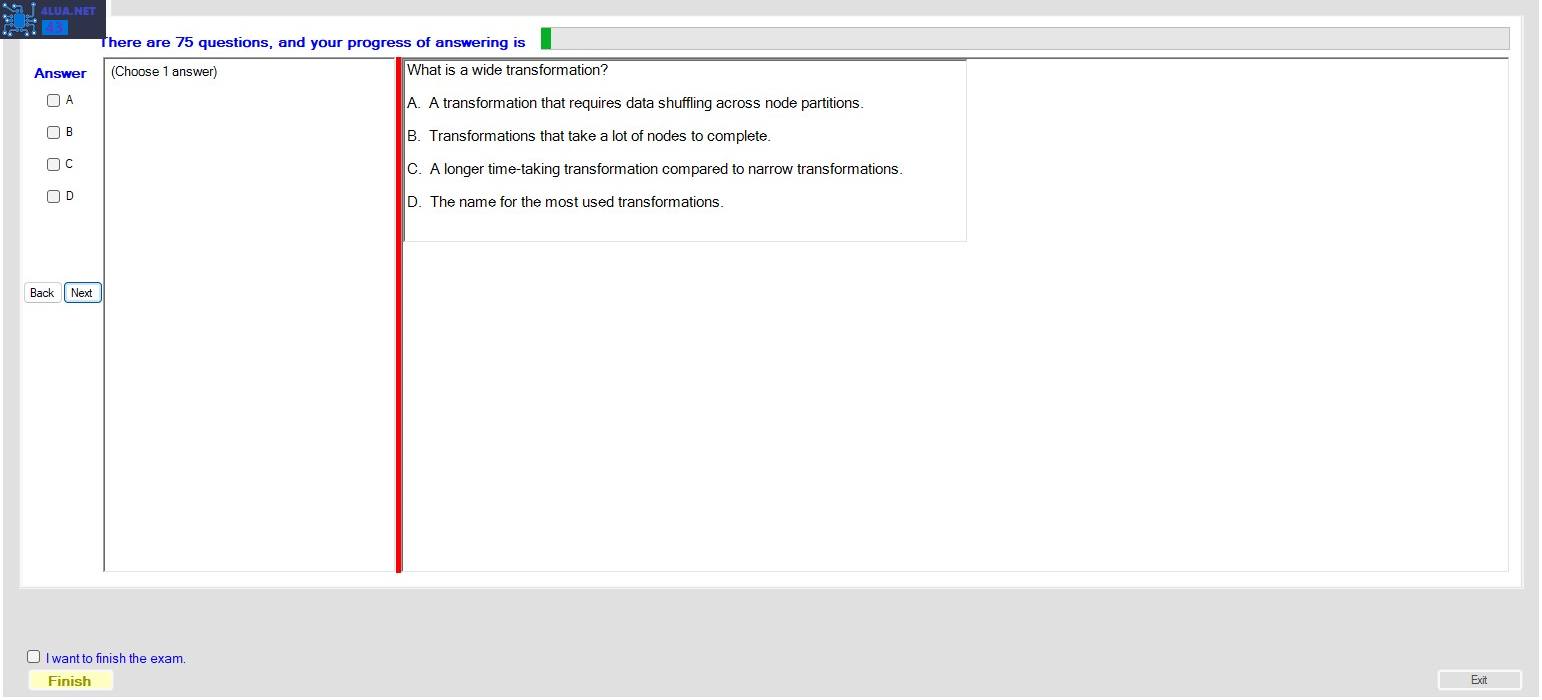 4LUA.NET
43
There are 75 questions, and your progress of answering is
Answer
(Choose 1 answer)
What is a wide transformation?
A
A. A transformation that requires data shuffling across node partitions.
B
B. Transformations that take a lot of nodes to complete.
C
C. A longer time-taking transformation compared to narrow transformations.
D
D. The name for the most used transformations.
Back Next
I want to finish the exam.
Finish
Exit